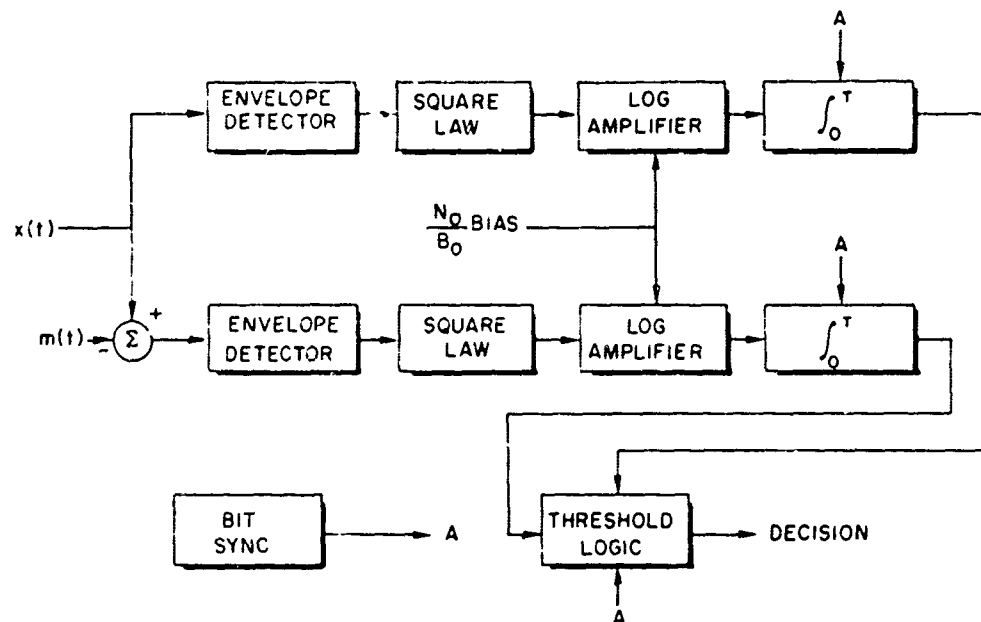 A
ENVELOPE
DETECTOR
SQUARE
LAW
LOG
AMPLIFIER
∫₀ᵀ
x(t)
N₀
B₀
BIAS
A
m(t)
-
+
Σ
ENVELOPE
DETECTOR
SQUARE
LAW
LOG
AMPLIFIER
∫₀ᵀ
BIT
SYNC
A
THRESHOLD
LOGIC
DECISION
A